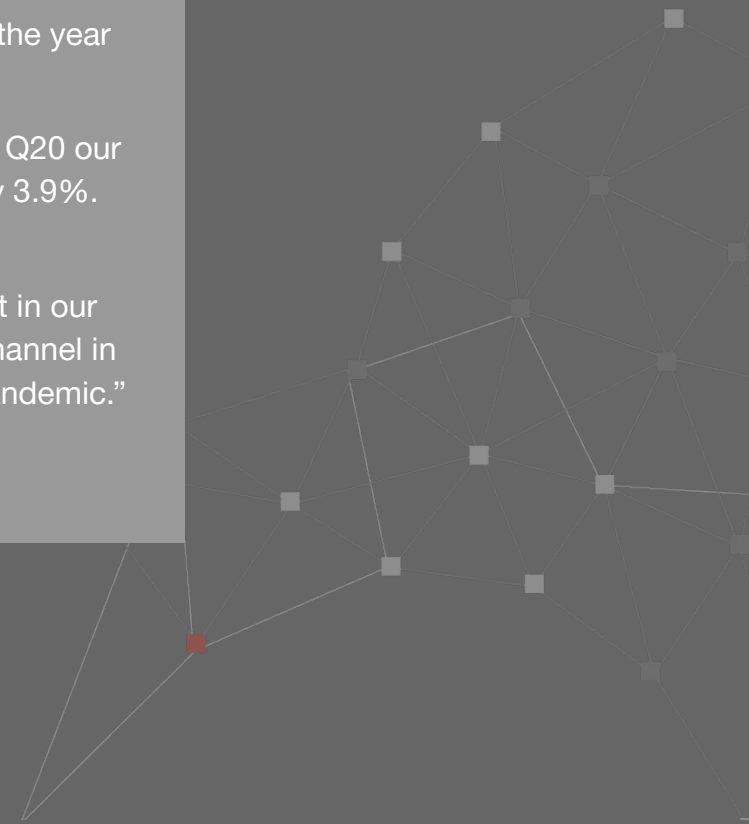 the year
Q20 our
3.9%.
t in our
hannel in
ndemic.”